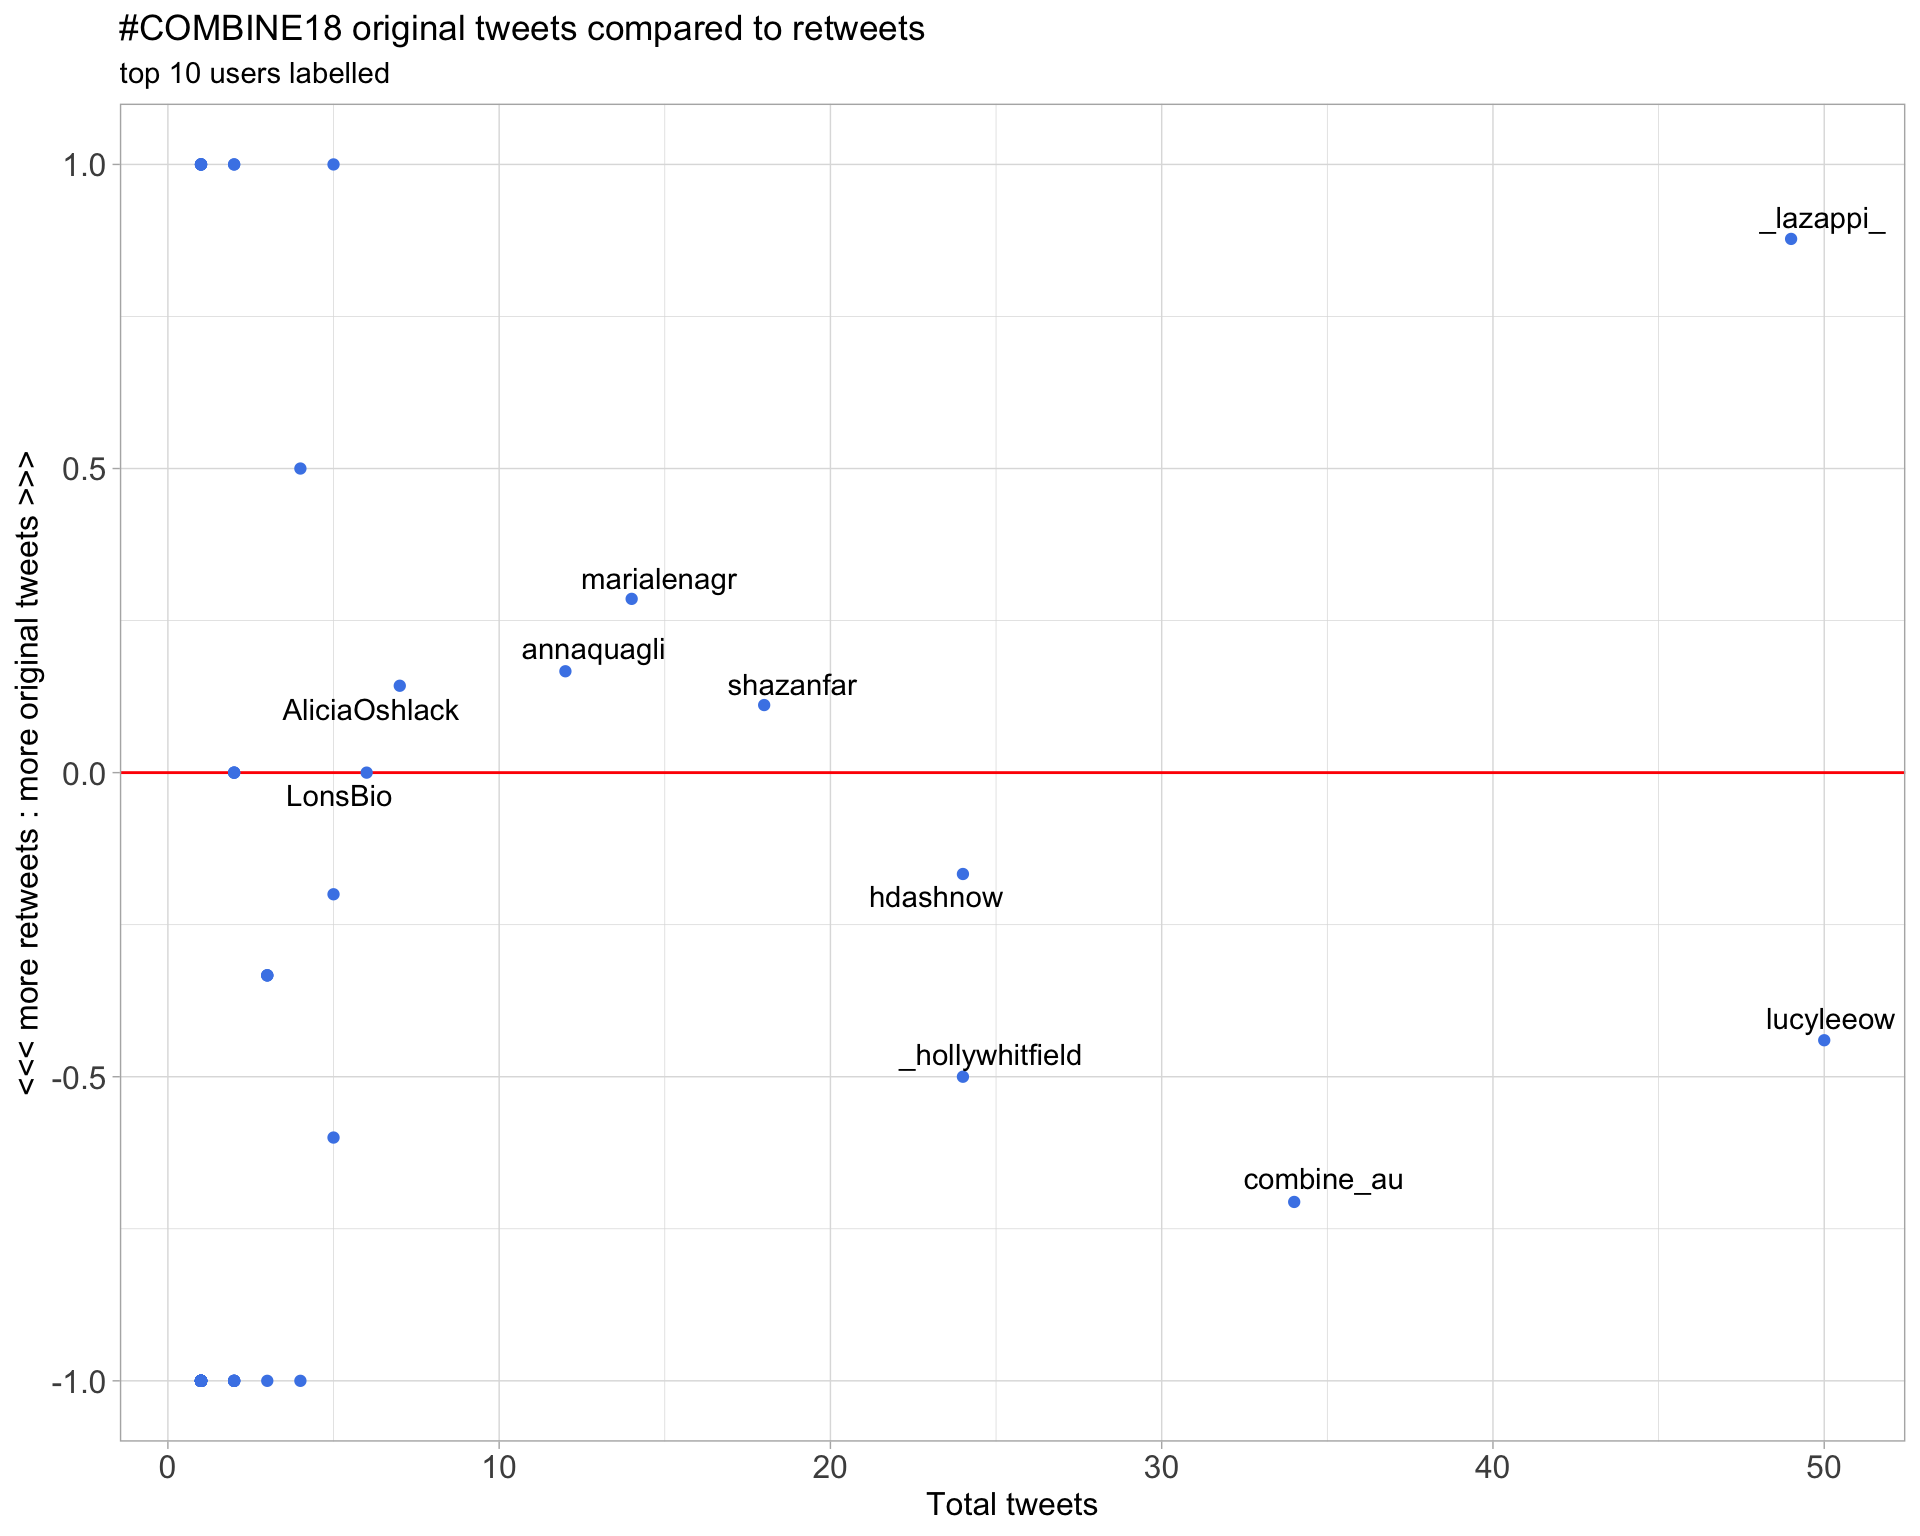 #COMBINE18 original tweets compared to retweets
top 10 users labelled
<<< more retweets : more original tweets >>>
1.0
0.5
0.0
-0.5
-1.0
_lazappi_
marialenagr
annaquagli
shazanfar
AliciaOshlack
LonsBio
hdashnow
lucyleeow
_hollywhitfield
combine_au
0 10 20 30 40 50
Total tweets